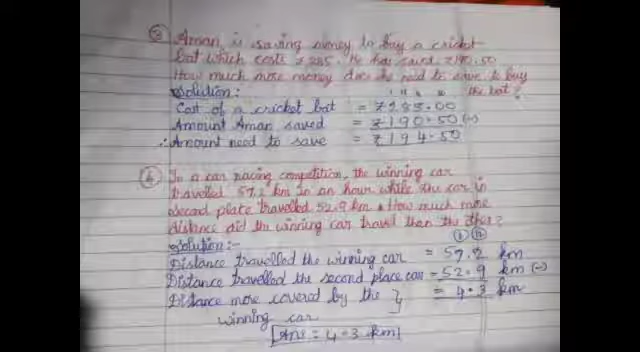 ③ Aman is saving money to buy a cricket
bat which costs ₹285. He has saved ₹190.50
How much more money does he need to save to buy
the bat?
Solution:
Cost of a cricket bat = ₹285.00
Amount Aman saved = ₹190.50 (-)
∴ Amount need to save = ₹194.50
④ In a car racing competition, the winning car
travelled 57.2 km in an hour while the car in
second place travelled 52.9 km. How much more
distance did the winning car travel then the other?
Solution:-
Distance travelled the winning car = 57.2 km
Distance travelled the second place car = 52.9 km (-)
Distance more covered by the } = 4.3 km
winning car
Ans = 4.3 km